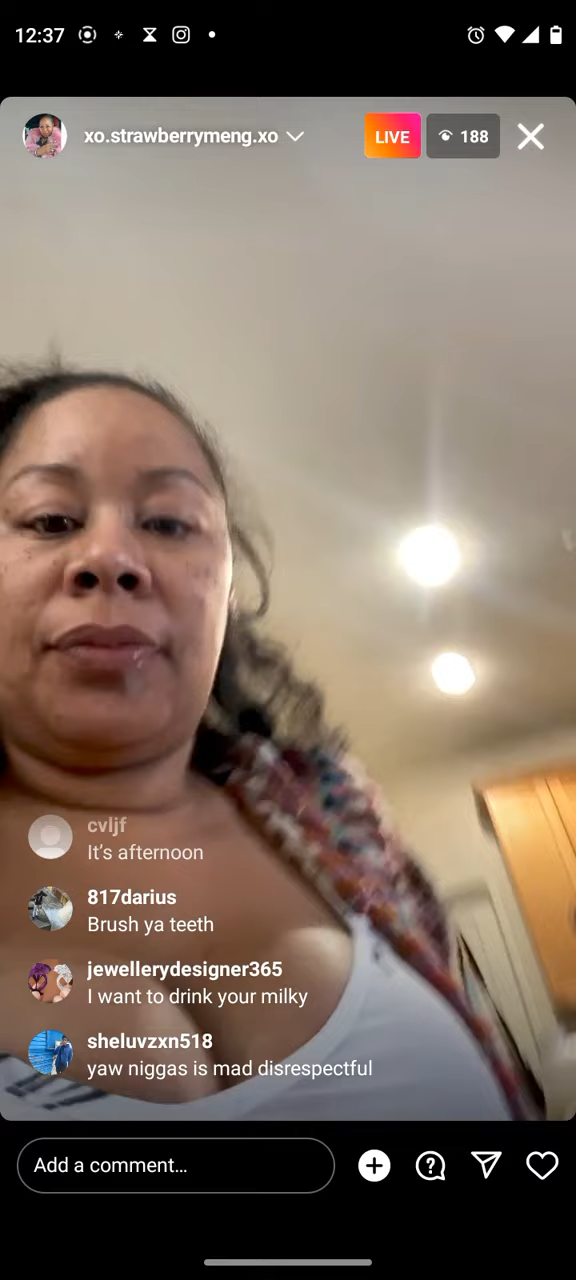 12:37
xo.strawberrymeng.xo
LIVE
188
cvljf
It's afternoon
817darius
Brush ya teeth
jewellerydesigner365
I want to drink your milky
sheluvzxn518
yaw niggas is mad disrespectful
Add a comment…